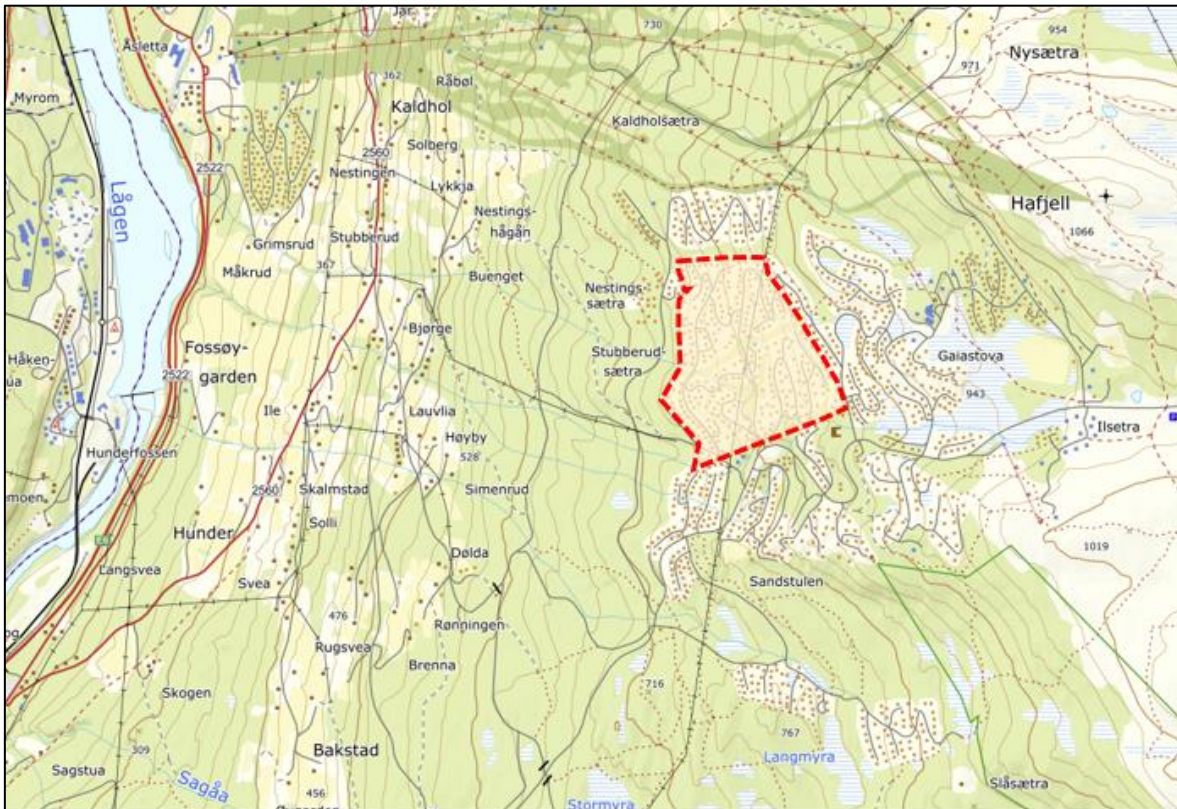 Jar
Åsletta
730
954
Nysætra
971
Myrom
362
Råbøl
Kaldhol
Kaldholsætra
Solberg
2560
2522
Nestingen
Lykkja
Lågen
Hafjell
Nestings-
hågån
Grimsrud
Stubberud
1066
Måkrud
367
Buenget
Nestings-
sætra
Bjørge
Fossøy-
garden
Stubberud-
sætra
Gaiastova
Håken-
2522
943
Ile
Lauvlia
Ilsetra
P
Høyby
Hunderfossen
528
2560
Skalmstad
Simenrud
Solli
Hunder
1019
Dølda
Langsvea
Svea
Sandstulen
476
Rønningen
Rugsvea
Brenna
716
Skogen
767
309
Bakstad
Langmyra
Sagstua
Sagåa
456
Slåsætra
Stormyra